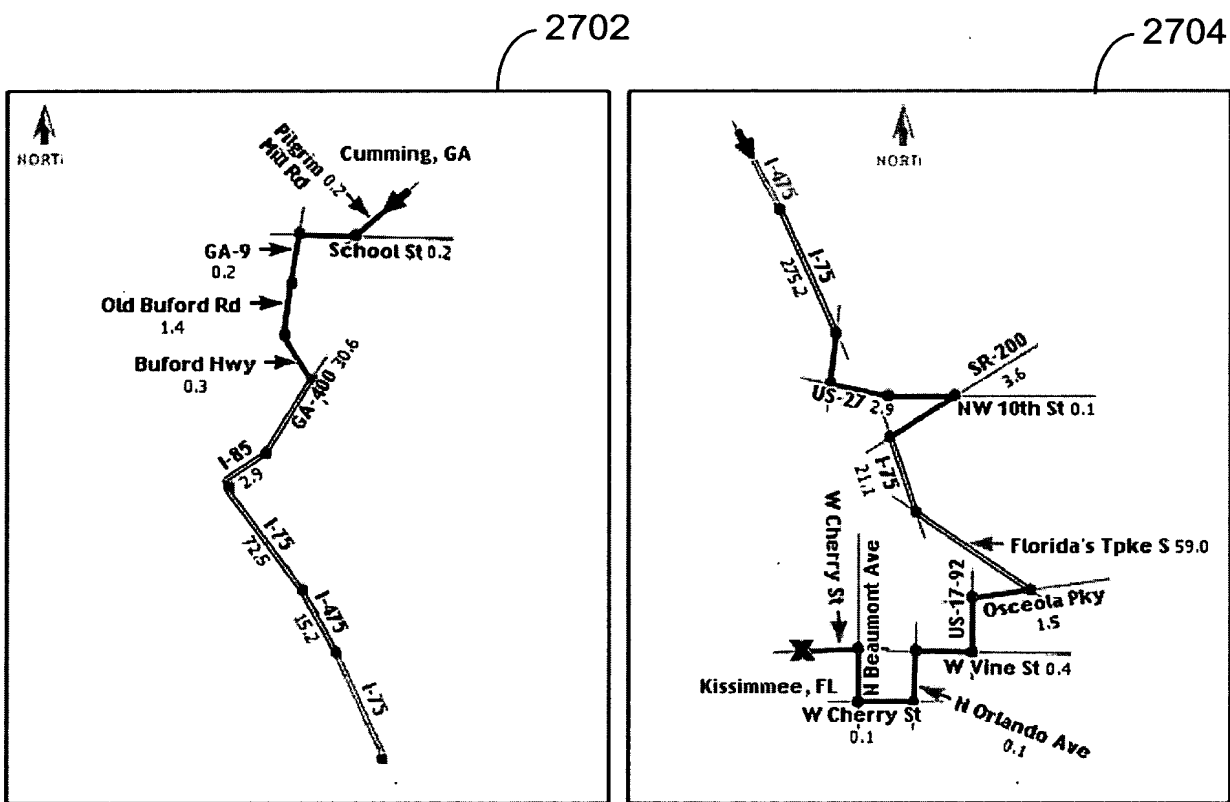 2702
2704
NORTH
Pilgrim
Mill Rd
0.2
Cumming, GA
School St 0.2
GA-9
0.2
Old Buford Rd
1.4
Buford Hwy
0.3
GA-400
30.6
I-85
2.9
I-75
72.5
I-475
15.2
I-75
NORTH
I-475
I-75
275.2
US-27 2.9
SR-200
3.6
NW 10th St 0.1
I-75
21.1
Florida's Tpke S 59.0
W Cherry St
N Beaumont Ave
US-17-92
Osceola Pky
1.5
W Vine St 0.4
Kissimmee, FL
W Cherry St
0.1
N Orlando Ave
0.1